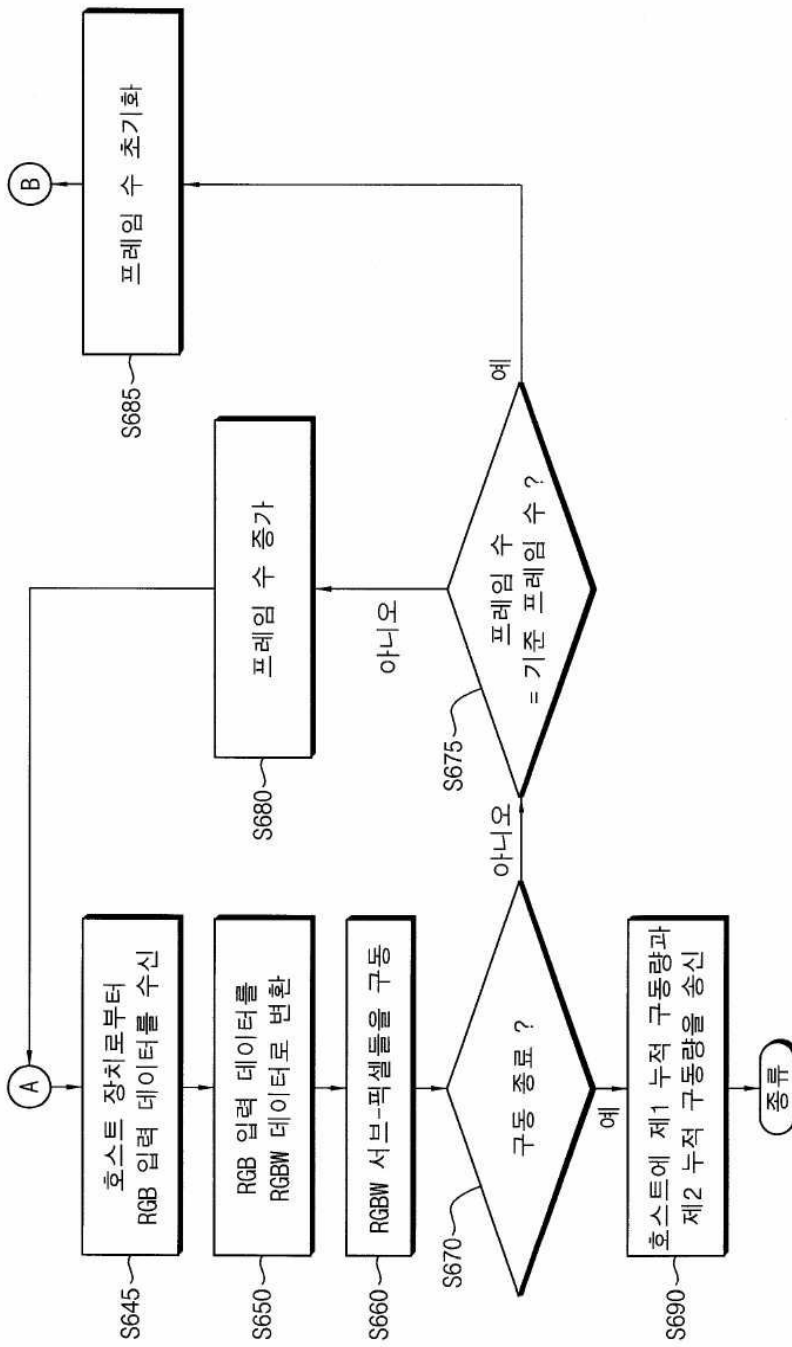 A
호스트 장치로부터
RGB 입력 데이터를 수신
S645
RGB 입력 데이터를
RGBW 데이터로 변환
S650
RGBW 서브-픽셀들을 구동
S660
구동 종료 ?
S670
아니오
예
호스트에 제1 누적 구동량과
제2 누적 구동량을 송신
S690
종류
프레임 수
= 기준 프레임 수 ?
S675
아니오
예
프레임 수 증가
S680
프레임 수 초기화
S685
B